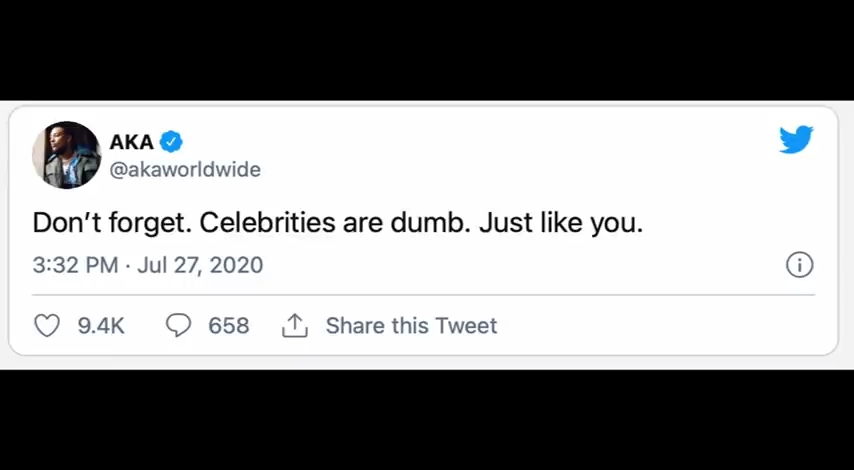 AKA
@akaworldwide
Don't forget. Celebrities are dumb. Just like you.
3:32 PM · Jul 27, 2020
9.4K 658 Share this Tweet